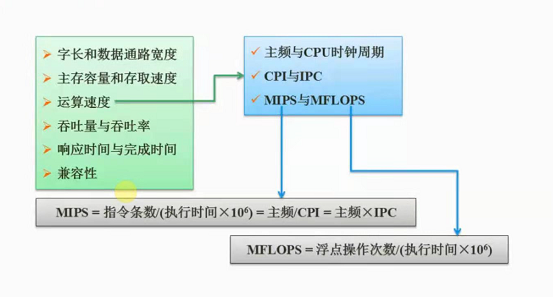 字长和数据通路宽度
主存容量和存取速度
运算速度
吞吐量与吞吐率
响应时间与完成时间
兼容性
主频与CPU时钟周期
CPI与IPC
MIPS与MFLOPS
MIPS = 指令条数/(执行时间×10⁶) = 主频/CPI = 主频×IPC
MFLOPS = 浮点操作次数/(执行时间×10⁶)